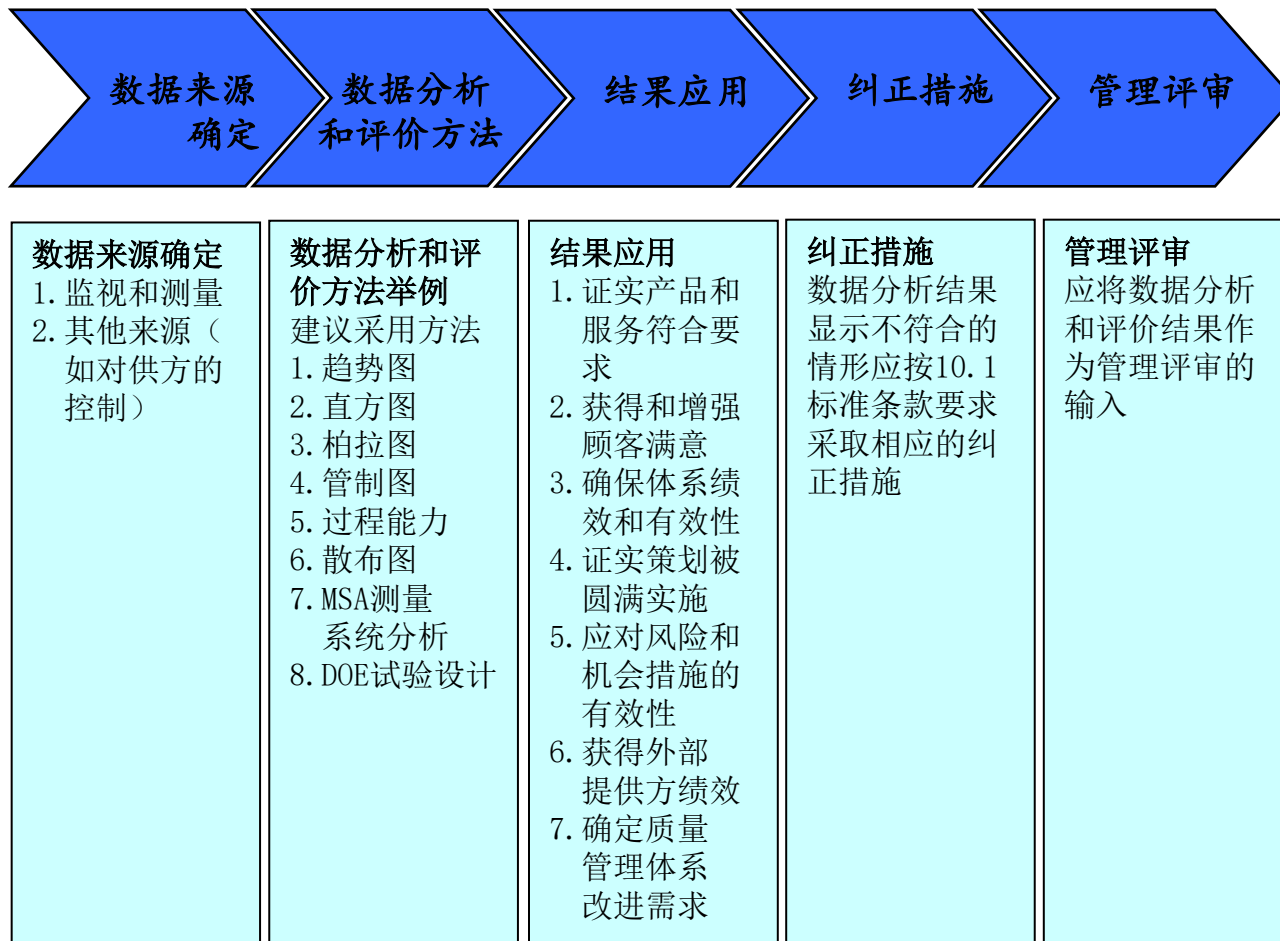 数据来源
确定
数据分析
和评价方法
结果应用
纠正措施
管理评审
数据来源确定
1.监视和测量
2.其他来源（
如对供方的
控制）
数据分析和评
价方法举例
建议采用方法
1.趋势图
2.直方图
3.柏拉图
4.管制图
5.过程能力
6.散布图
7.MSA测量
系统分析
8.DOE试验设计
结果应用
1.证实产品和
服务符合要
求
2.获得和增强
顾客满意
3.确保体系绩
效和有效性
4.证实策划被
圆满实施
5.应对风险和
机会措施的
有效性
6.获得外部
提供方绩效
7.确定质量
管理体系
改进需求
纠正措施
数据分析结果
显示不符合的
情形应按10.1
标准条款要求
采取相应的纠
正措施
管理评审
应将数据分析
和评价结果作
为管理评审的
输入